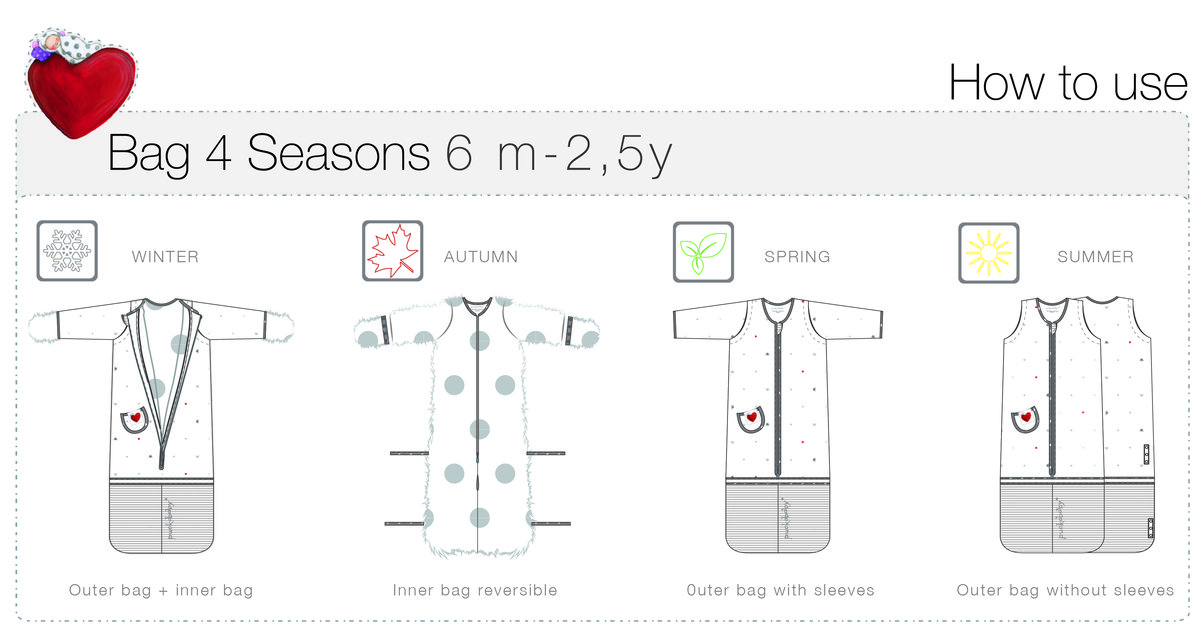 How to use
Bag 4 Seasons 6 m-2,5y
WINTER
AUTUMN
SPRING
SUMMER
Outer bag + inner bag
Inner bag reversible
0uter bag with sleeves
Outer bag without sleeves